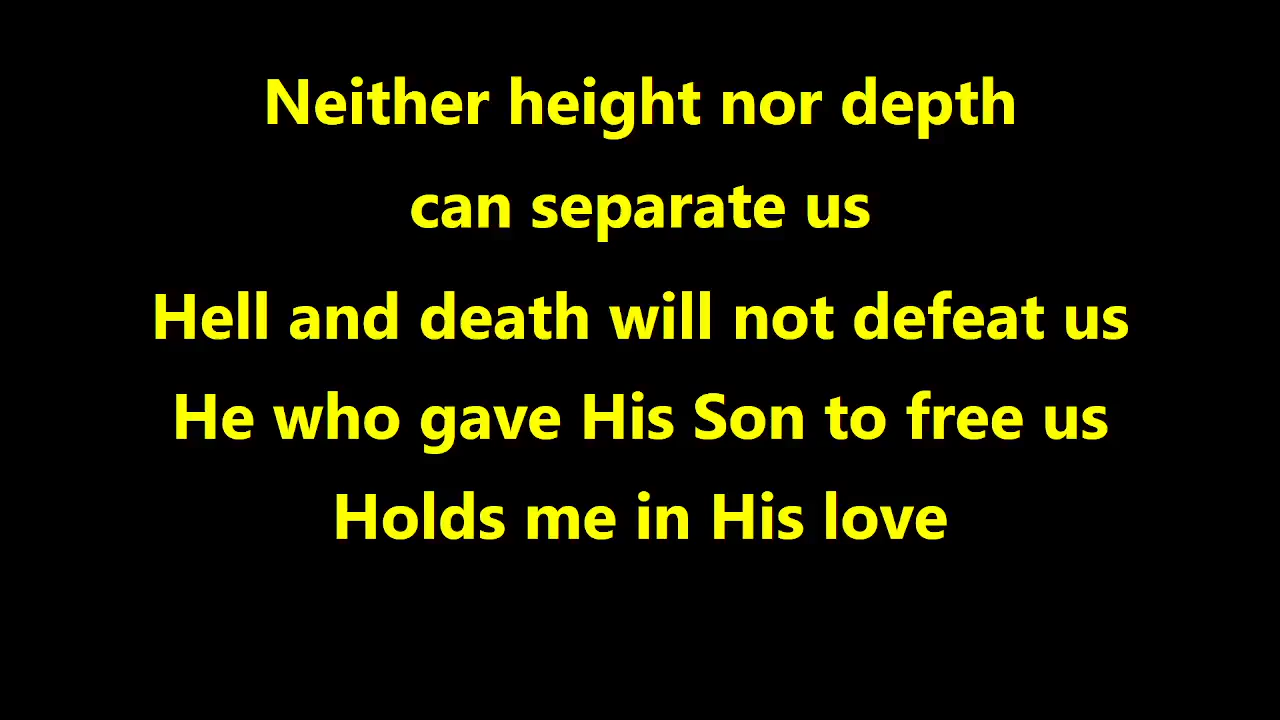 Neither height nor depth
can separate us
Hell and death will not defeat us
He who gave His Son to free us
Holds me in His love